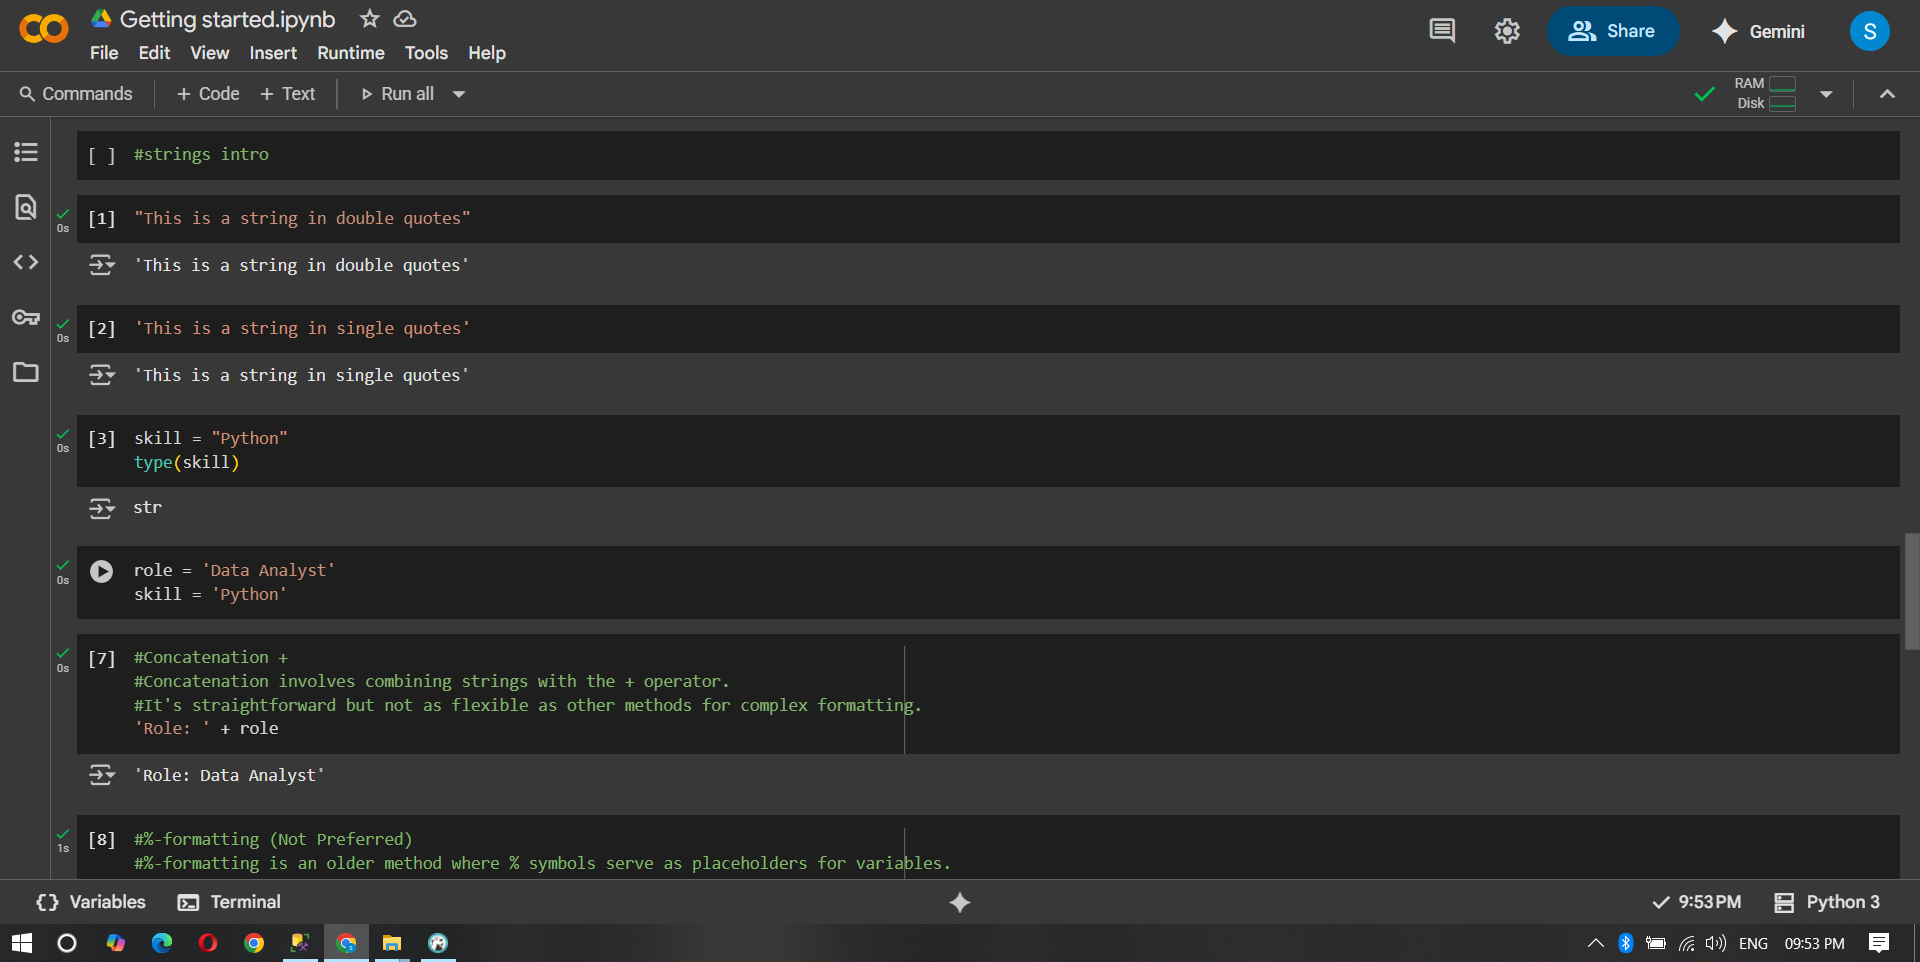 Getting started.ipynb
File Edit View Insert Runtime Tools Help
Share
Gemini
S
Commands + Code + Text Run all
RAM
Disk
[ ] #strings intro
0s
[1] "This is a string in double quotes"
'This is a string in double quotes'
0s
[2] 'This is a string in single quotes'
'This is a string in single quotes'
0s
[3] skill = "Python"
type(skill)
str
0s
role = 'Data Analyst'
skill = 'Python'
0s
[7] #Concatenation +
#Concatenation involves combining strings with the + operator.
#It's straightforward but not as flexible as other methods for complex formatting.
'Role: ' + role
'Role: Data Analyst'
1s
[8] #%-formatting (Not Preferred)
#%-formatting is an older method where % symbols serve as placeholders for variables.
{} Variables Terminal
9:53 PM Python 3
ENG 09:53 PM